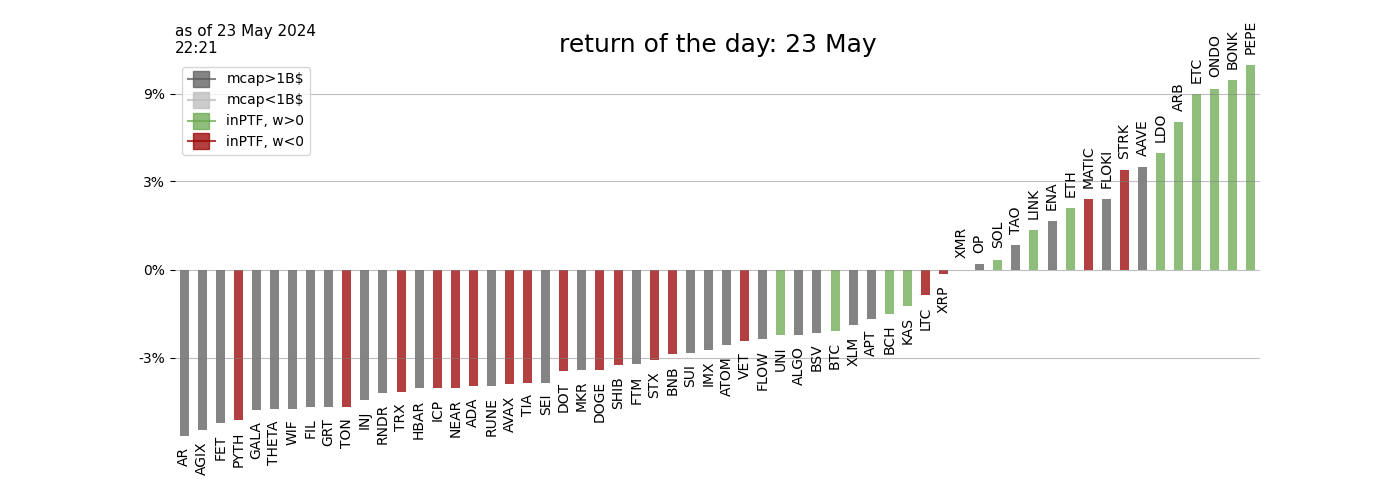 as of 23 May 2024
22:21
return of the day: 23 May
mcap>1B$
mcap<1B$
inPTF, w>0
inPTF, w<0
9%
3%
0%
-3%
AR
AGIX
FET
PYTH
GALA
THETA
WIF
FIL
GRT
TON
INJ
RNDR
TRX
HBAR
ICP
NEAR
ADA
RUNE
AVAX
TIA
SEI
DOT
MKR
DOGE
SHIB
FTM
STX
BNB
SUI
IMX
ATOM
VET
FLOW
UNI
ALGO
BSV
BTC
XLM
APT
BCH
KAS
LTC
XRP
XMR
OP
SOL
TAO
LINK
ENA
ETH
MATIC
FLOKI
STRK
AAVE
LDO
ARB
ETC
ONDO
BONK
PEPE